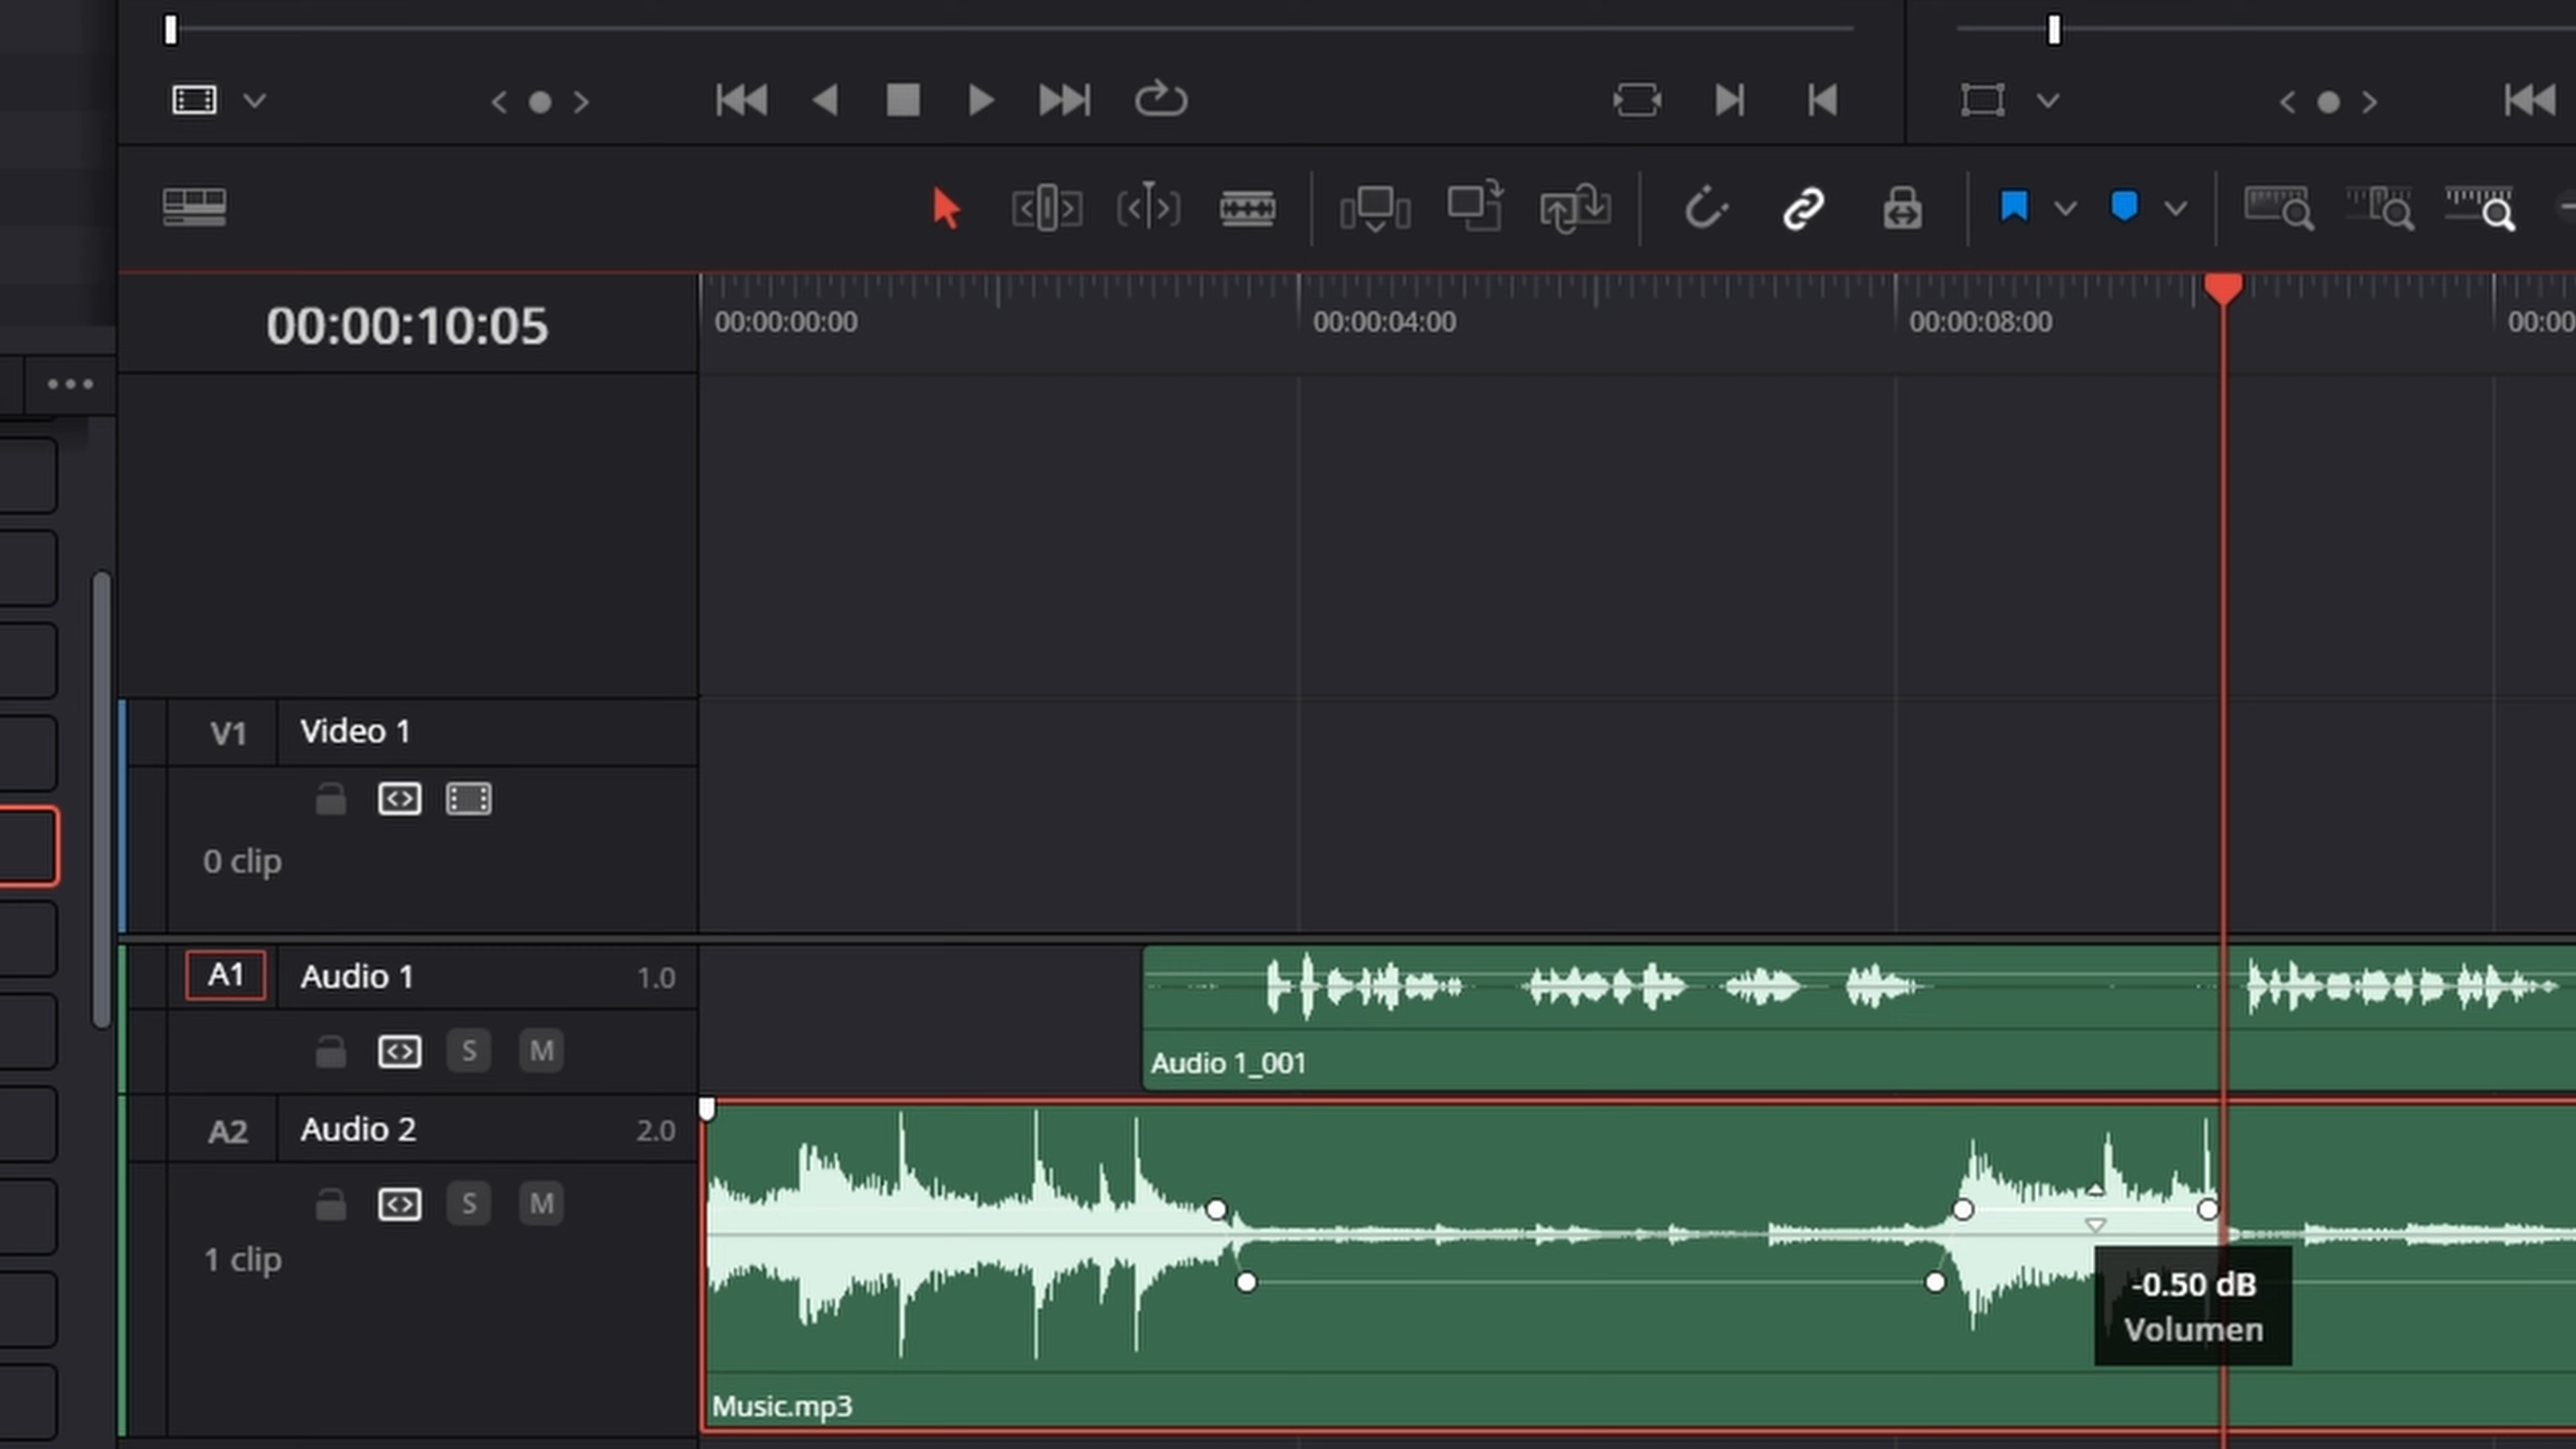 00:00:10:05
00:00:00:00
00:00:04:00
00:00:08:00
00:00
V1
Video 1
0 clip
A1
Audio 1
1.0
S
M
Audio 1_001
A2
Audio 2
2.0
S
M
1 clip
-0.50 dB
Volumen
Music.mp3